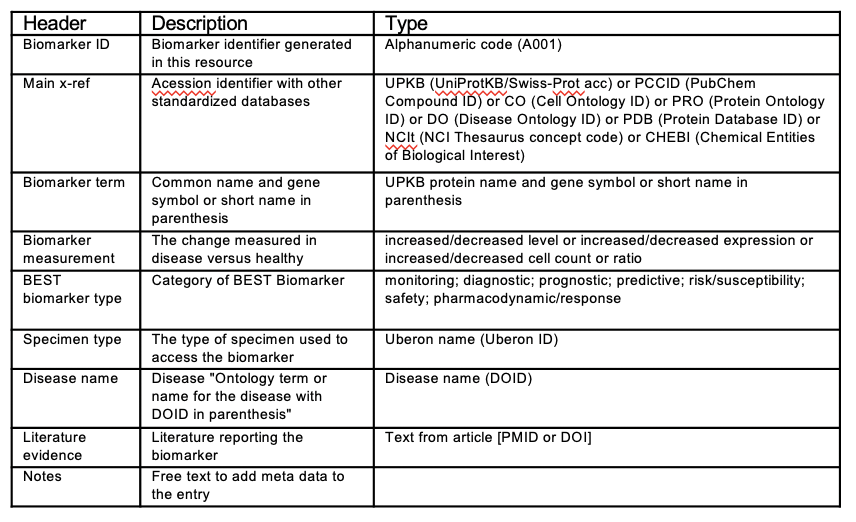 Header Description Type
Biomarker ID Biomarker identifier generated Alphanumeric code (A001)
in this resource
Main x-ref Acession identifier with other UPKB (UniProtKB/Swiss-Prot acc) or PCCID (PubChem
standardized databases Compound ID) or CO (Cell Ontology ID) or PRO (Protein Ontology
ID) or DO (Disease Ontology ID) or PDB (Protein Database ID) or
NCIt (NCI Thesaurus concept code) or CHEBI (Chemical Entities
of Biological Interest)
Biomarker term Common name and gene UPKB protein name and gene symbol or short name in
symbol or short name in parenthesis
parenthesis
Biomarker The change measured in increased/decreased level or increased/decreased expression or
measurement disease versus healthy increased/decreased cell count or ratio
BEST Category of BEST Biomarker monitoring; diagnostic; prognostic; predictive; risk/susceptibility;
biomarker type safety; pharmacodynamic/response
Specimen type The type of specimen used to Uberon name (Uberon ID)
access the biomarker
Disease name Disease "Ontology term or Disease name (DOID)
name for the disease with
DOID in parenthesis"
Literature Literature reporting the Text from article [PMID or DOI]
evidence biomarker
Notes Free text to add meta data to
the entry